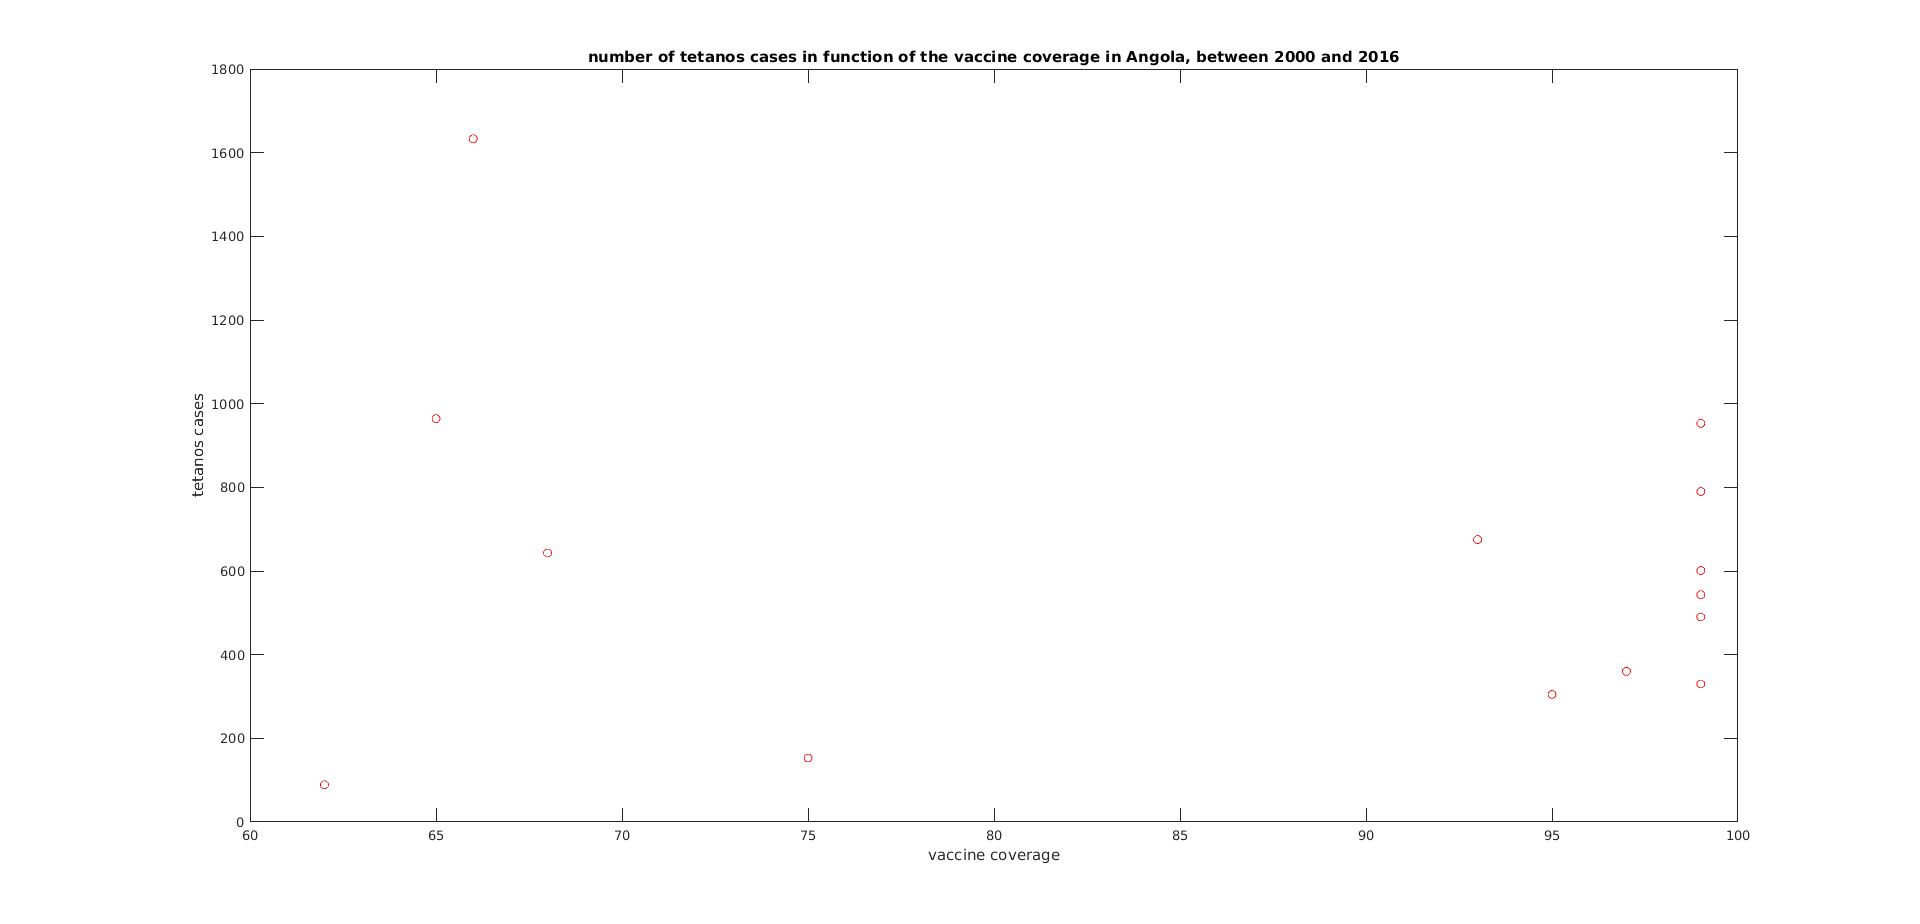 number of tetanos cases in function of the vaccine coverage in Angola, between 2000 and 2016
1800
1600
1400
1200
1000
800
600
400
200
0
tetanos cases
60 65 70 75 80 85 90 95 100
vaccine coverage